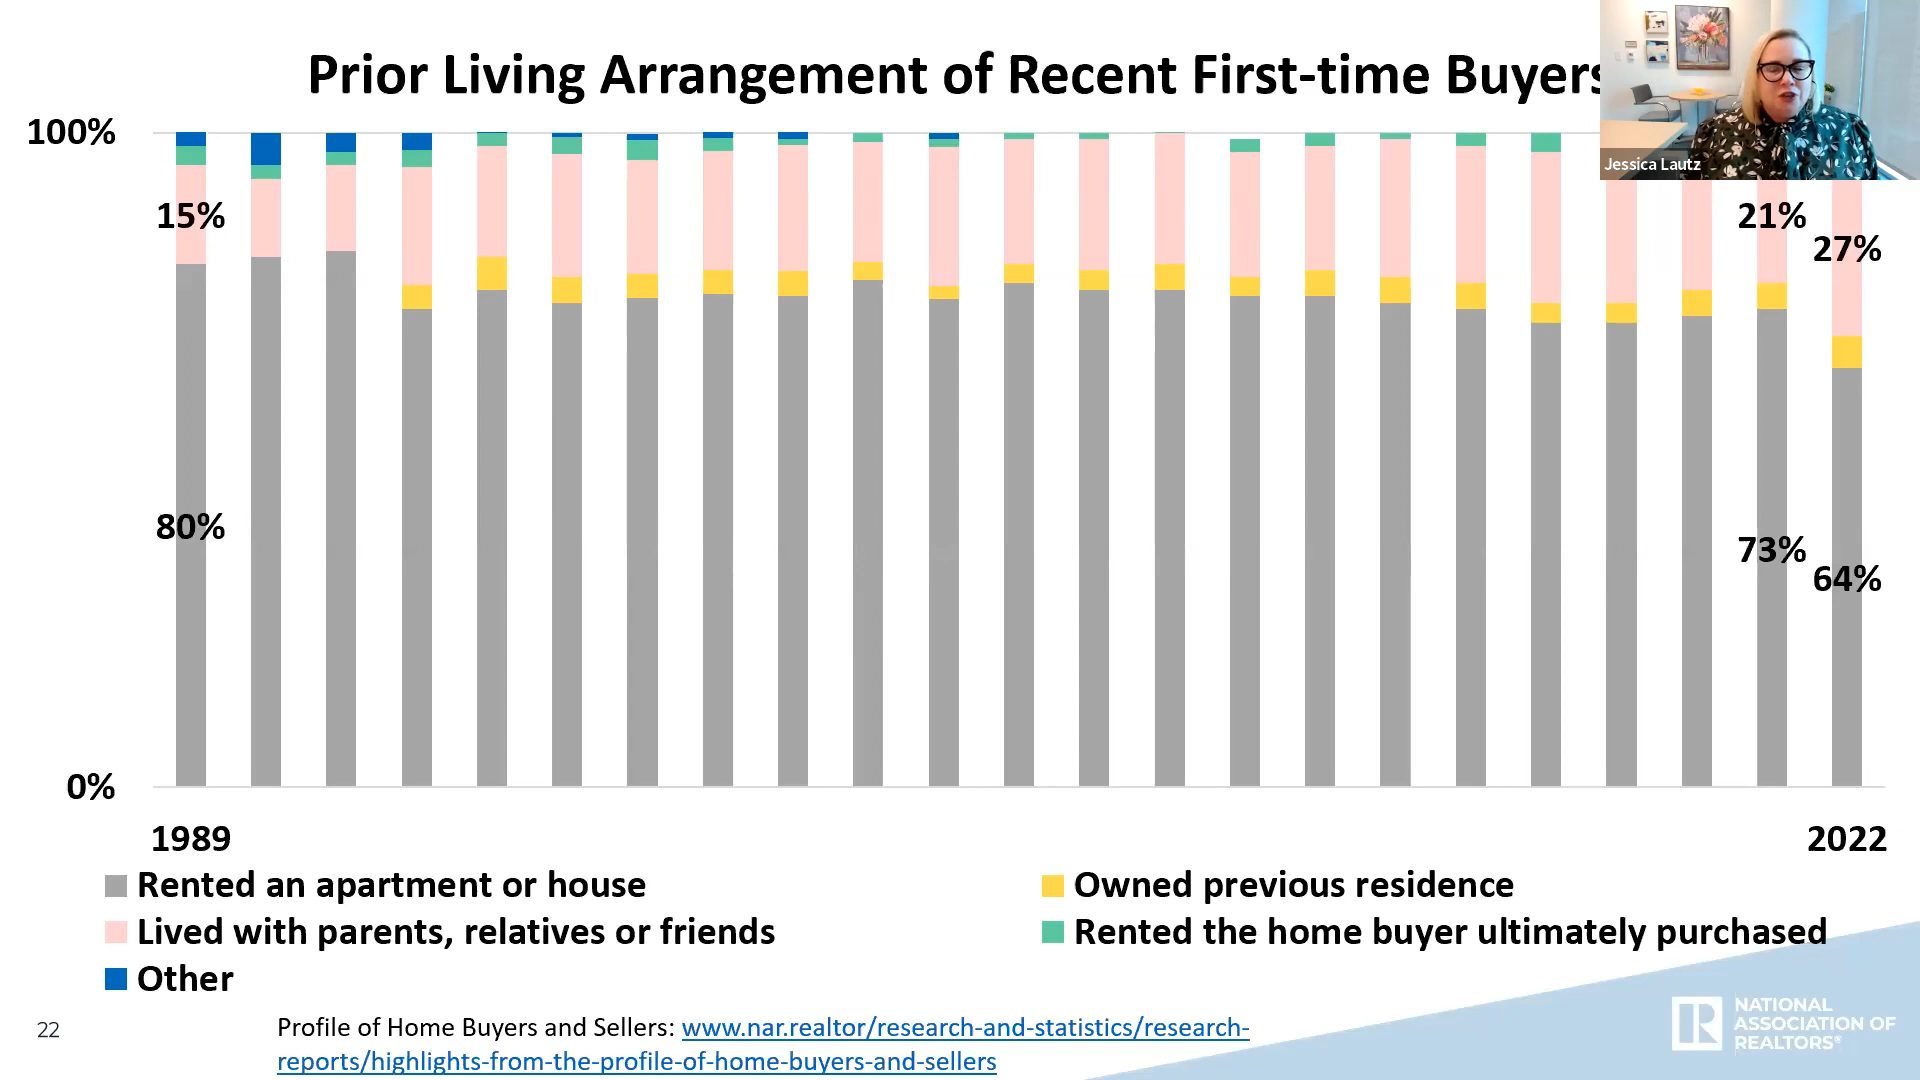 Prior Living Arrangement of Recent First-time Buyers
Jessica Lautz
100%
15%
21%
27%
80%
73%
64%
0%
1989
2022
Rented an apartment or house
Owned previous residence
Lived with parents, relatives or friends
Rented the home buyer ultimately purchased
Other
22
Profile of Home Buyers and Sellers: www.nar.realtor/research-and-statistics/research-
reports/highlights-from-the-profile-of-home-buyers-and-sellers
R
NATIONAL
ASSOCIATION OF
REALTORS®